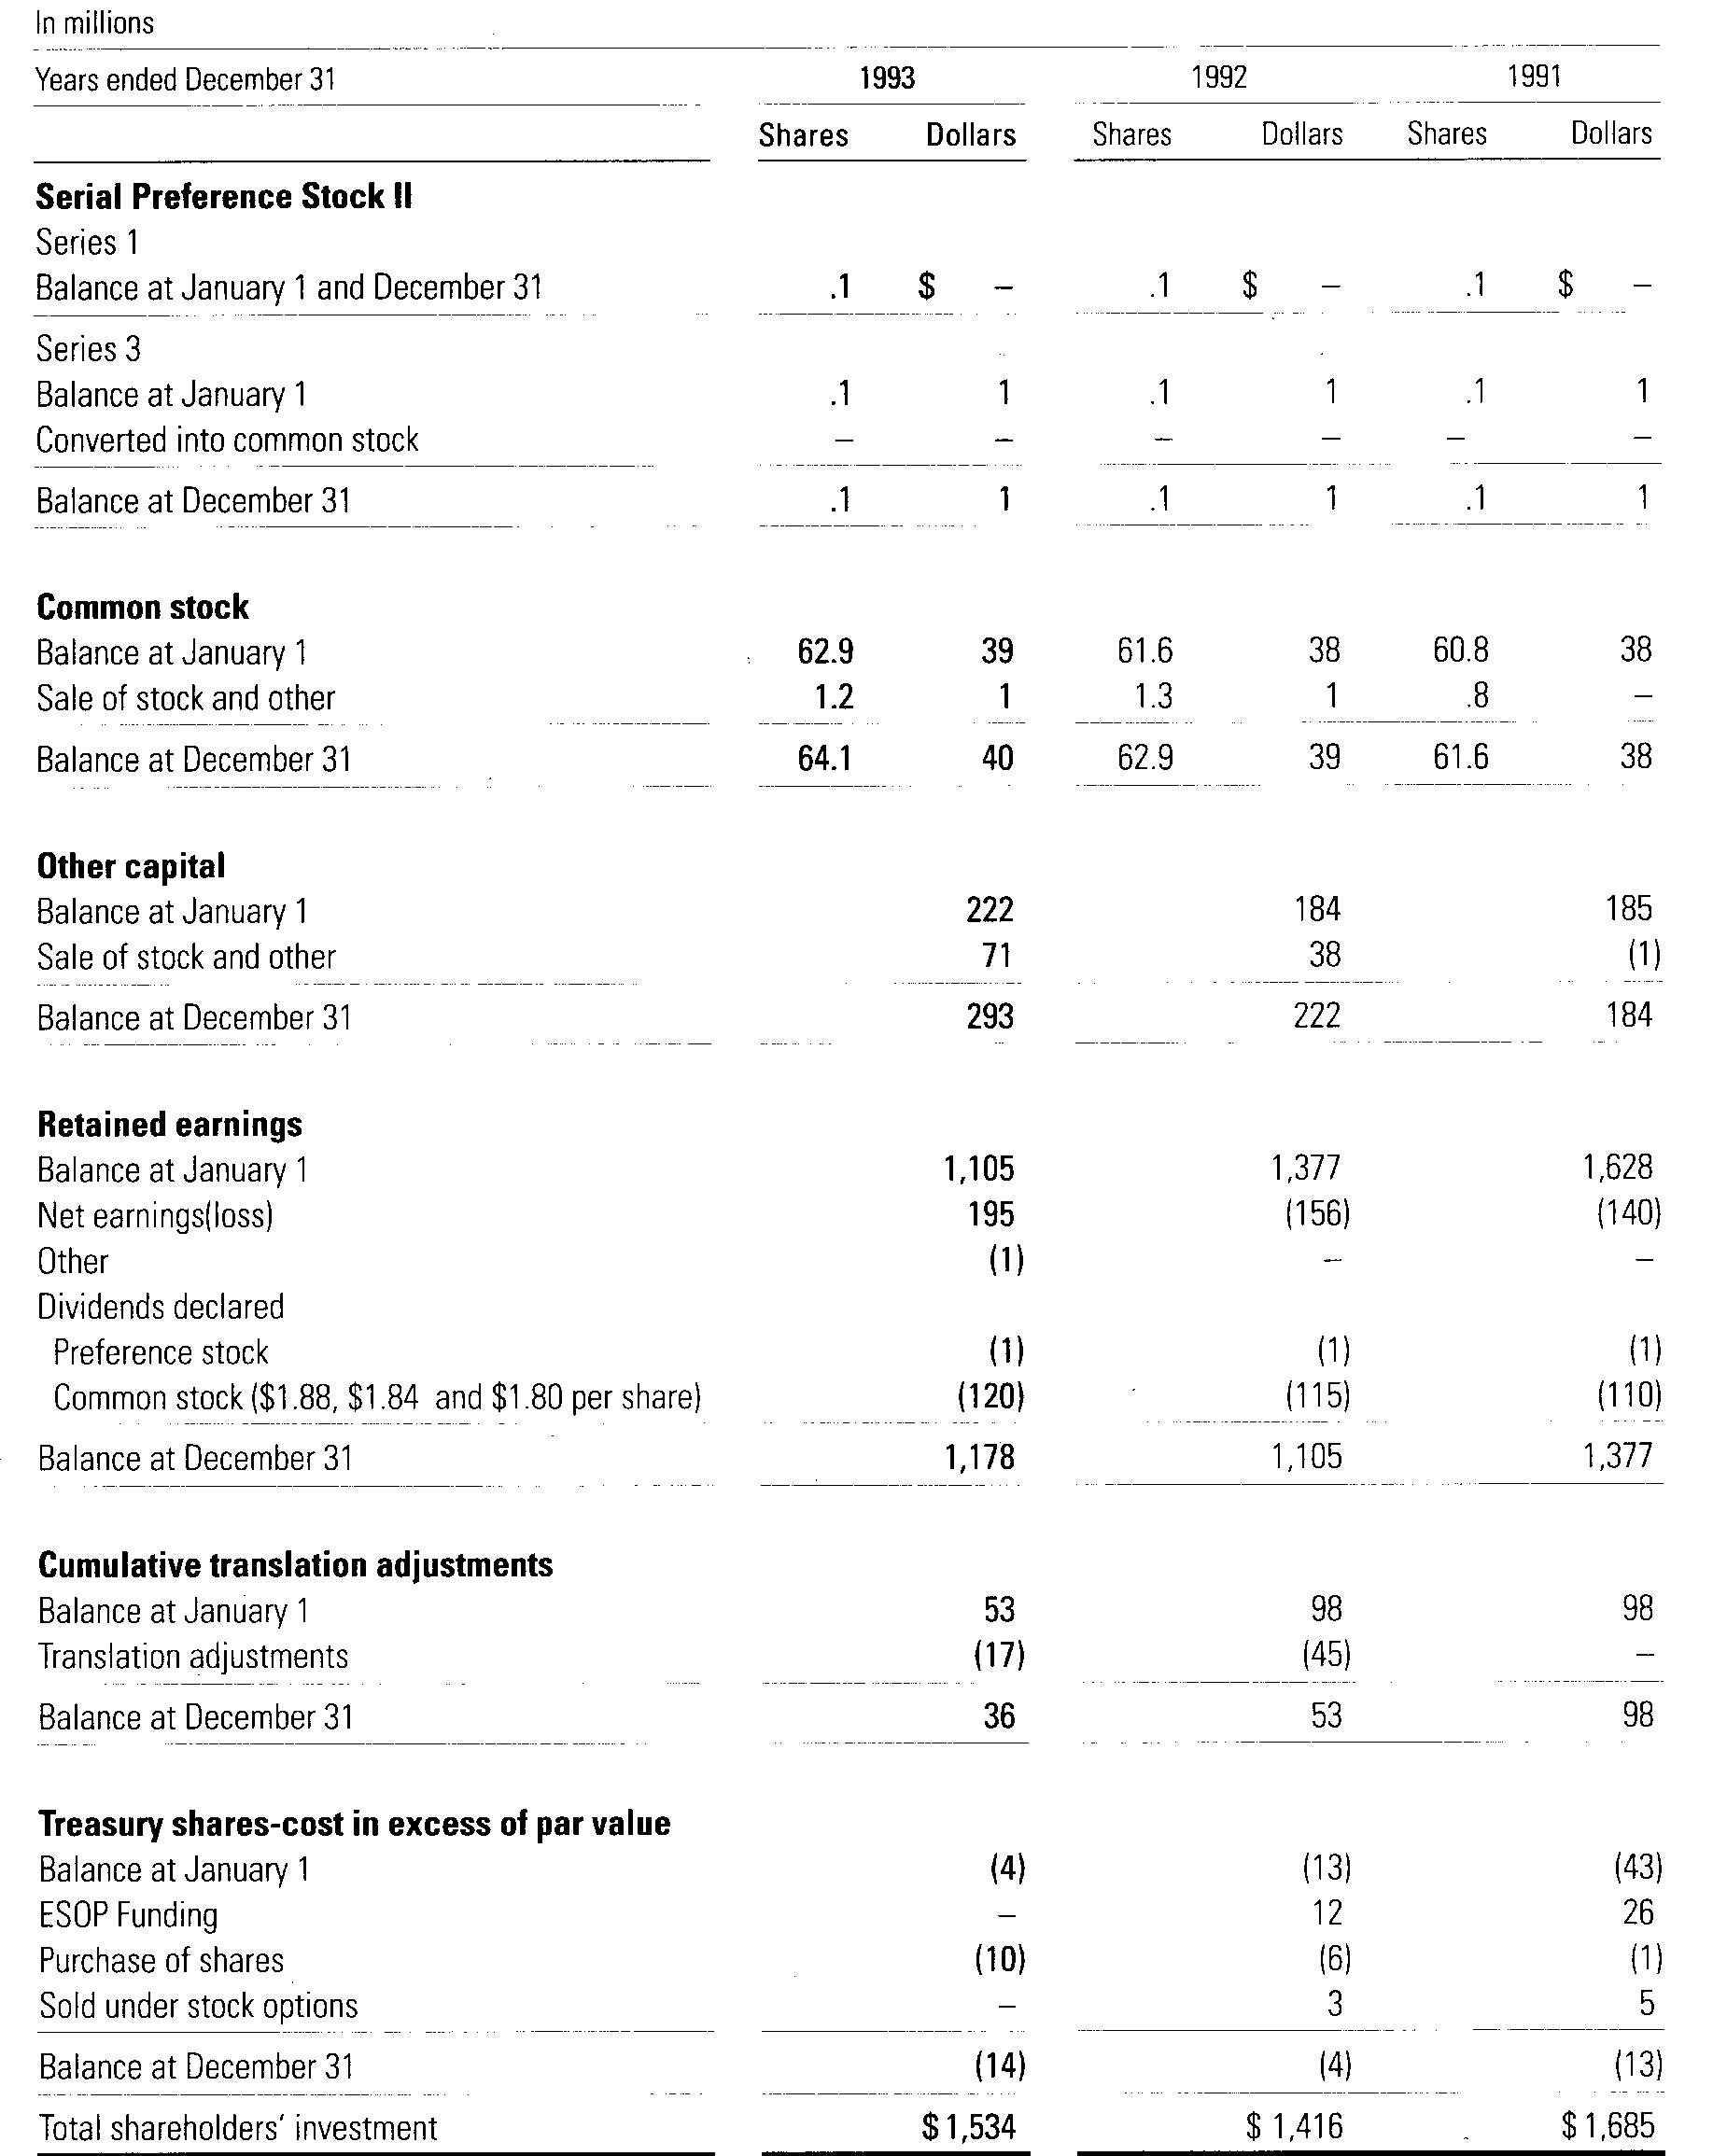 In millions
Years ended December 31 1993 1992 1991
Shares Dollars Shares Dollars Shares Dollars
Serial Preference Stock II
Series 1
Balance at January 1 and December 31 .1 $ – .1 $ – .1 $ –
Series 3
Balance at January 1 .1 1 .1 1 .1 1
Converted into common stock – – – – – –
Balance at December 31 .1 1 .1 1 .1 1
Common stock
Balance at January 1 62.9 39 61.6 38 60.8 38
Sale of stock and other 1.2 1 1.3 1 .8 –
Balance at December 31 64.1 40 62.9 39 61.6 38
Other capital
Balance at January 1 222 184 185
Sale of stock and other 71 38 (1)
Balance at December 31 293 222 184
Retained earnings
Balance at January 1 1,105 1,377 1,628
Net earnings(loss) 195 (156) (140)
Other (1) – –
Dividends declared
Preference stock (1) (1) (1)
Common stock ($1.88, $1.84 and $1.80 per share) (120) (115) (110)
Balance at December 31 1,178 1,105 1,377
Cumulative translation adjustments
Balance at January 1 53 98 98
Translation adjustments (17) (45) –
Balance at December 31 36 53 98
Treasury shares-cost in excess of par value
Balance at January 1 (4) (13) (43)
ESOP Funding – 12 26
Purchase of shares (10) (6) (1)
Sold under stock options – 3 5
Balance at December 31 (14) (4) (13)
Total shareholders' investment $1,534 $1,416 $1,685